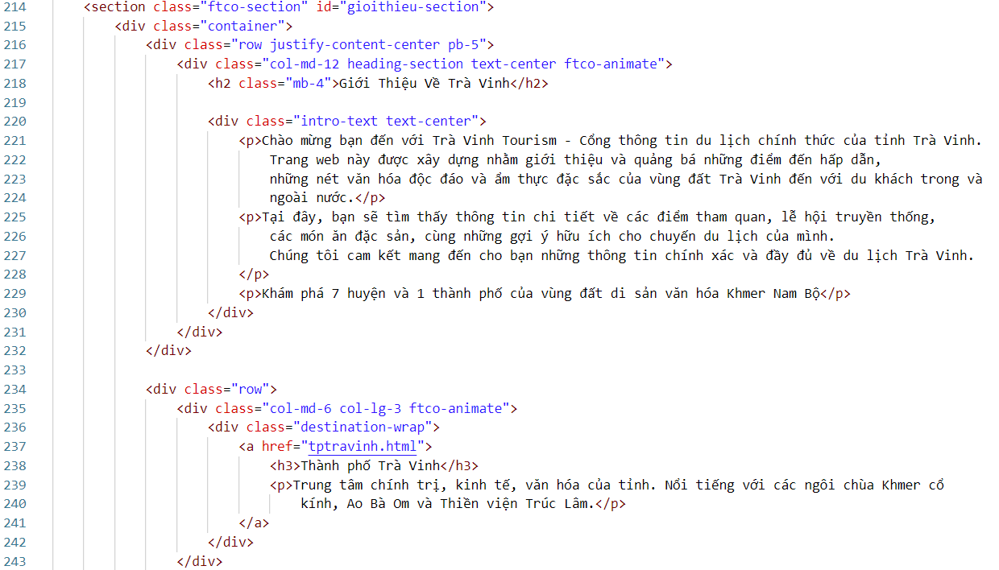 214 <section class="ftco-section" id="gioithieu-section">
215 <div class="container">
216 <div class="row justify-content-center pb-5">
217 <div class="col-md-12 heading-section text-center ftco-animate">
218 <h2 class="mb-4">Giới Thiệu Về Trà Vinh</h2>
219
220 <div class="intro-text text-center">
221 <p>Chào mừng bạn đến với Trà Vinh Tourism - Cổng thông tin du lịch chính thức của tỉnh Trà Vinh.
222 Trang web này được xây dựng nhằm giới thiệu và quảng bá những điểm đến hấp dẫn,
223 những nét văn hóa độc đáo và ẩm thực đặc sắc của vùng đất Trà Vinh đến với du khách trong và
224 ngoài nước.</p>
225 <p>Tại đây, bạn sẽ tìm thấy thông tin chi tiết về các điểm tham quan, lễ hội truyền thống,
226 các món ăn đặc sản, cùng những gợi ý hữu ích cho chuyến du lịch của mình.
227 Chúng tôi cam kết mang đến cho bạn những thông tin chính xác và đầy đủ về du lịch Trà Vinh.
228 </p>
229 <p>Khám phá 7 huyện và 1 thành phố của vùng đất di sản văn hóa Khmer Nam Bộ</p>
230 </div>
231 </div>
232 </div>
233
234 <div class="row">
235 <div class="col-md-6 col-lg-3 ftco-animate">
236 <div class="destination-wrap">
237 <a href="tptravinh.html">
238 <h3>Thành phố Trà Vinh</h3>
239 <p>Trung tâm chính trị, kinh tế, văn hóa của tỉnh. Nổi tiếng với các ngôi chùa Khmer cổ
240 kính, Ao Bà Om và Thiền viện Trúc Lâm.</p>
241 </a>
242 </div>
243 </div>